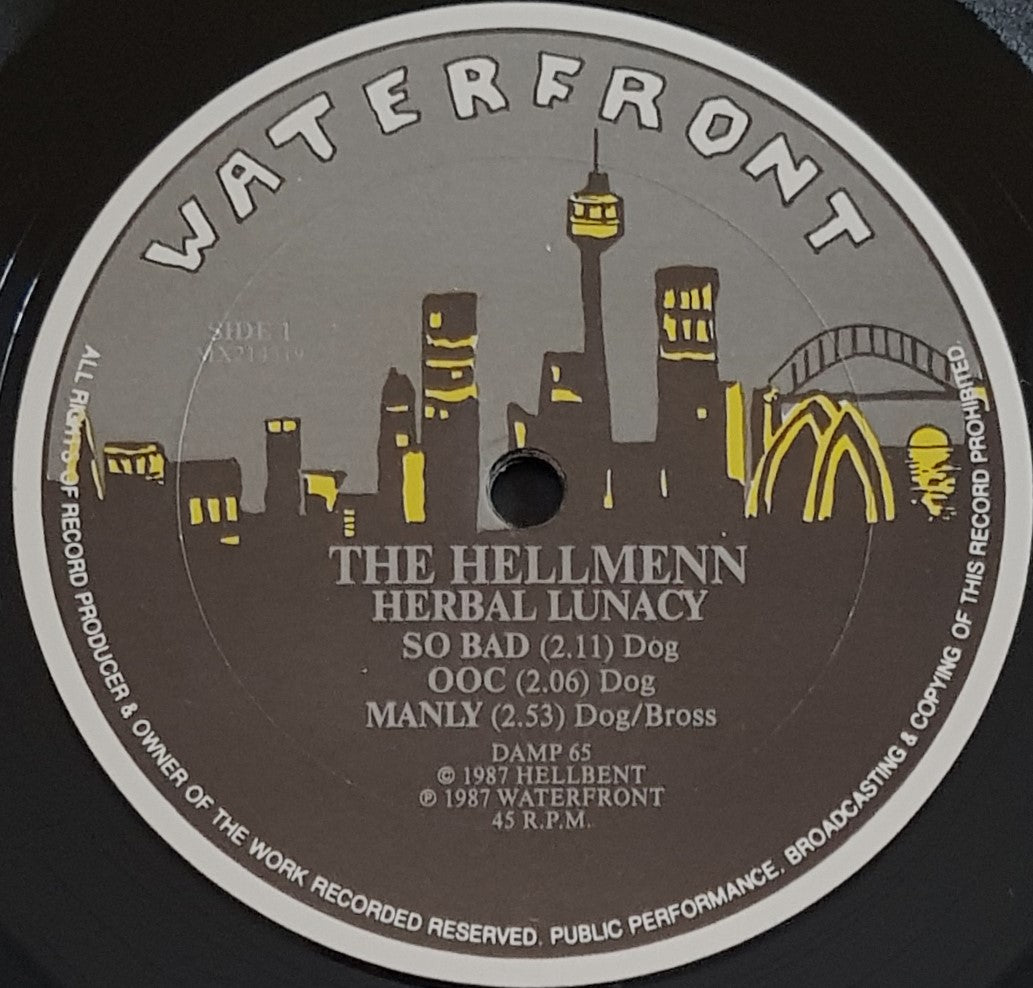 WATERFRONT
SIDE 1
THE HELLMENN
HERBAL LUNACY
SO BAD (2.11) Dog
OOC (2.06) Dog
MANLY (2.53) Dog/Bross
DAMP 65
© 1987 HELLBENT
℗ 1987 WATERFRONT
45 R.P.M.
ALL RIGHTS OF RECORD PRODUCER & OWNER OF THE WORK RECORDED RESERVED. PUBLIC PERFORMANCE, BROADCASTING & COPYING OF THIS RECORD PROHIBITED.